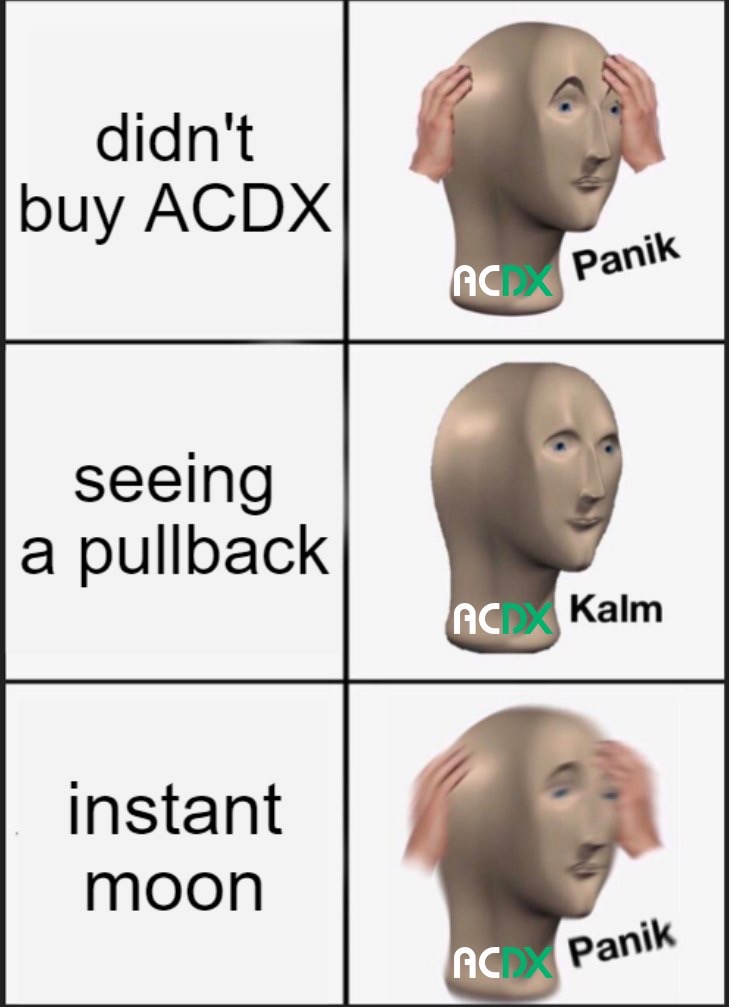 didn't
buy ACDX
ACDX
Panik
seeing
a pullback
ACDX
Kalm
instant
moon
ACDX
Panik